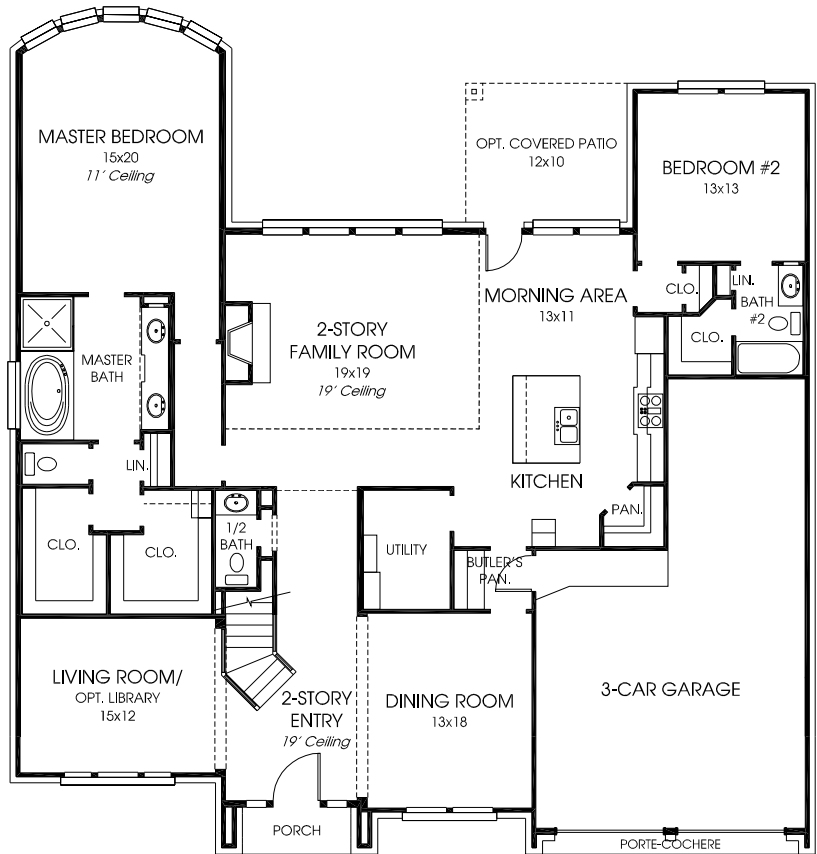 MASTER BEDROOM
15x20
11' Ceiling
OPT. COVERED PATIO
12x10
BEDROOM #2
13x13
2-STORY
FAMILY ROOM
19x19
19' Ceiling
MORNING AREA
13x11
CLO.
LIN.
BATH
#2
CLO.
MASTER
BATH
LIN.
KITCHEN
PAN.
CLO.
CLO.
1/2
BATH
UTILITY
BUTLER'S
PAN.
LIVING ROOM/
OPT. LIBRARY
15x12
2-STORY
ENTRY
19' Ceiling
DINING ROOM
13x18
3-CAR GARAGE
PORCH
PORTE-COCHERE